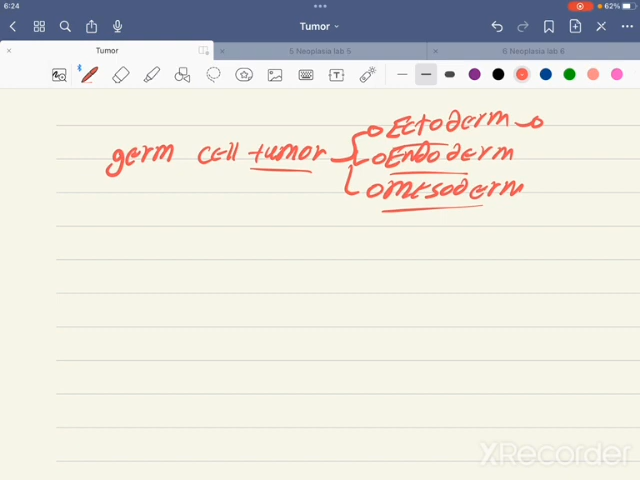 6:24
62%
Tumor
Tumor
5 Neoplasia lab 5
6 Neoplasia lab 6
Ectoderm
germ cell tumor
Endoderm
Mesoderm
XRecorder